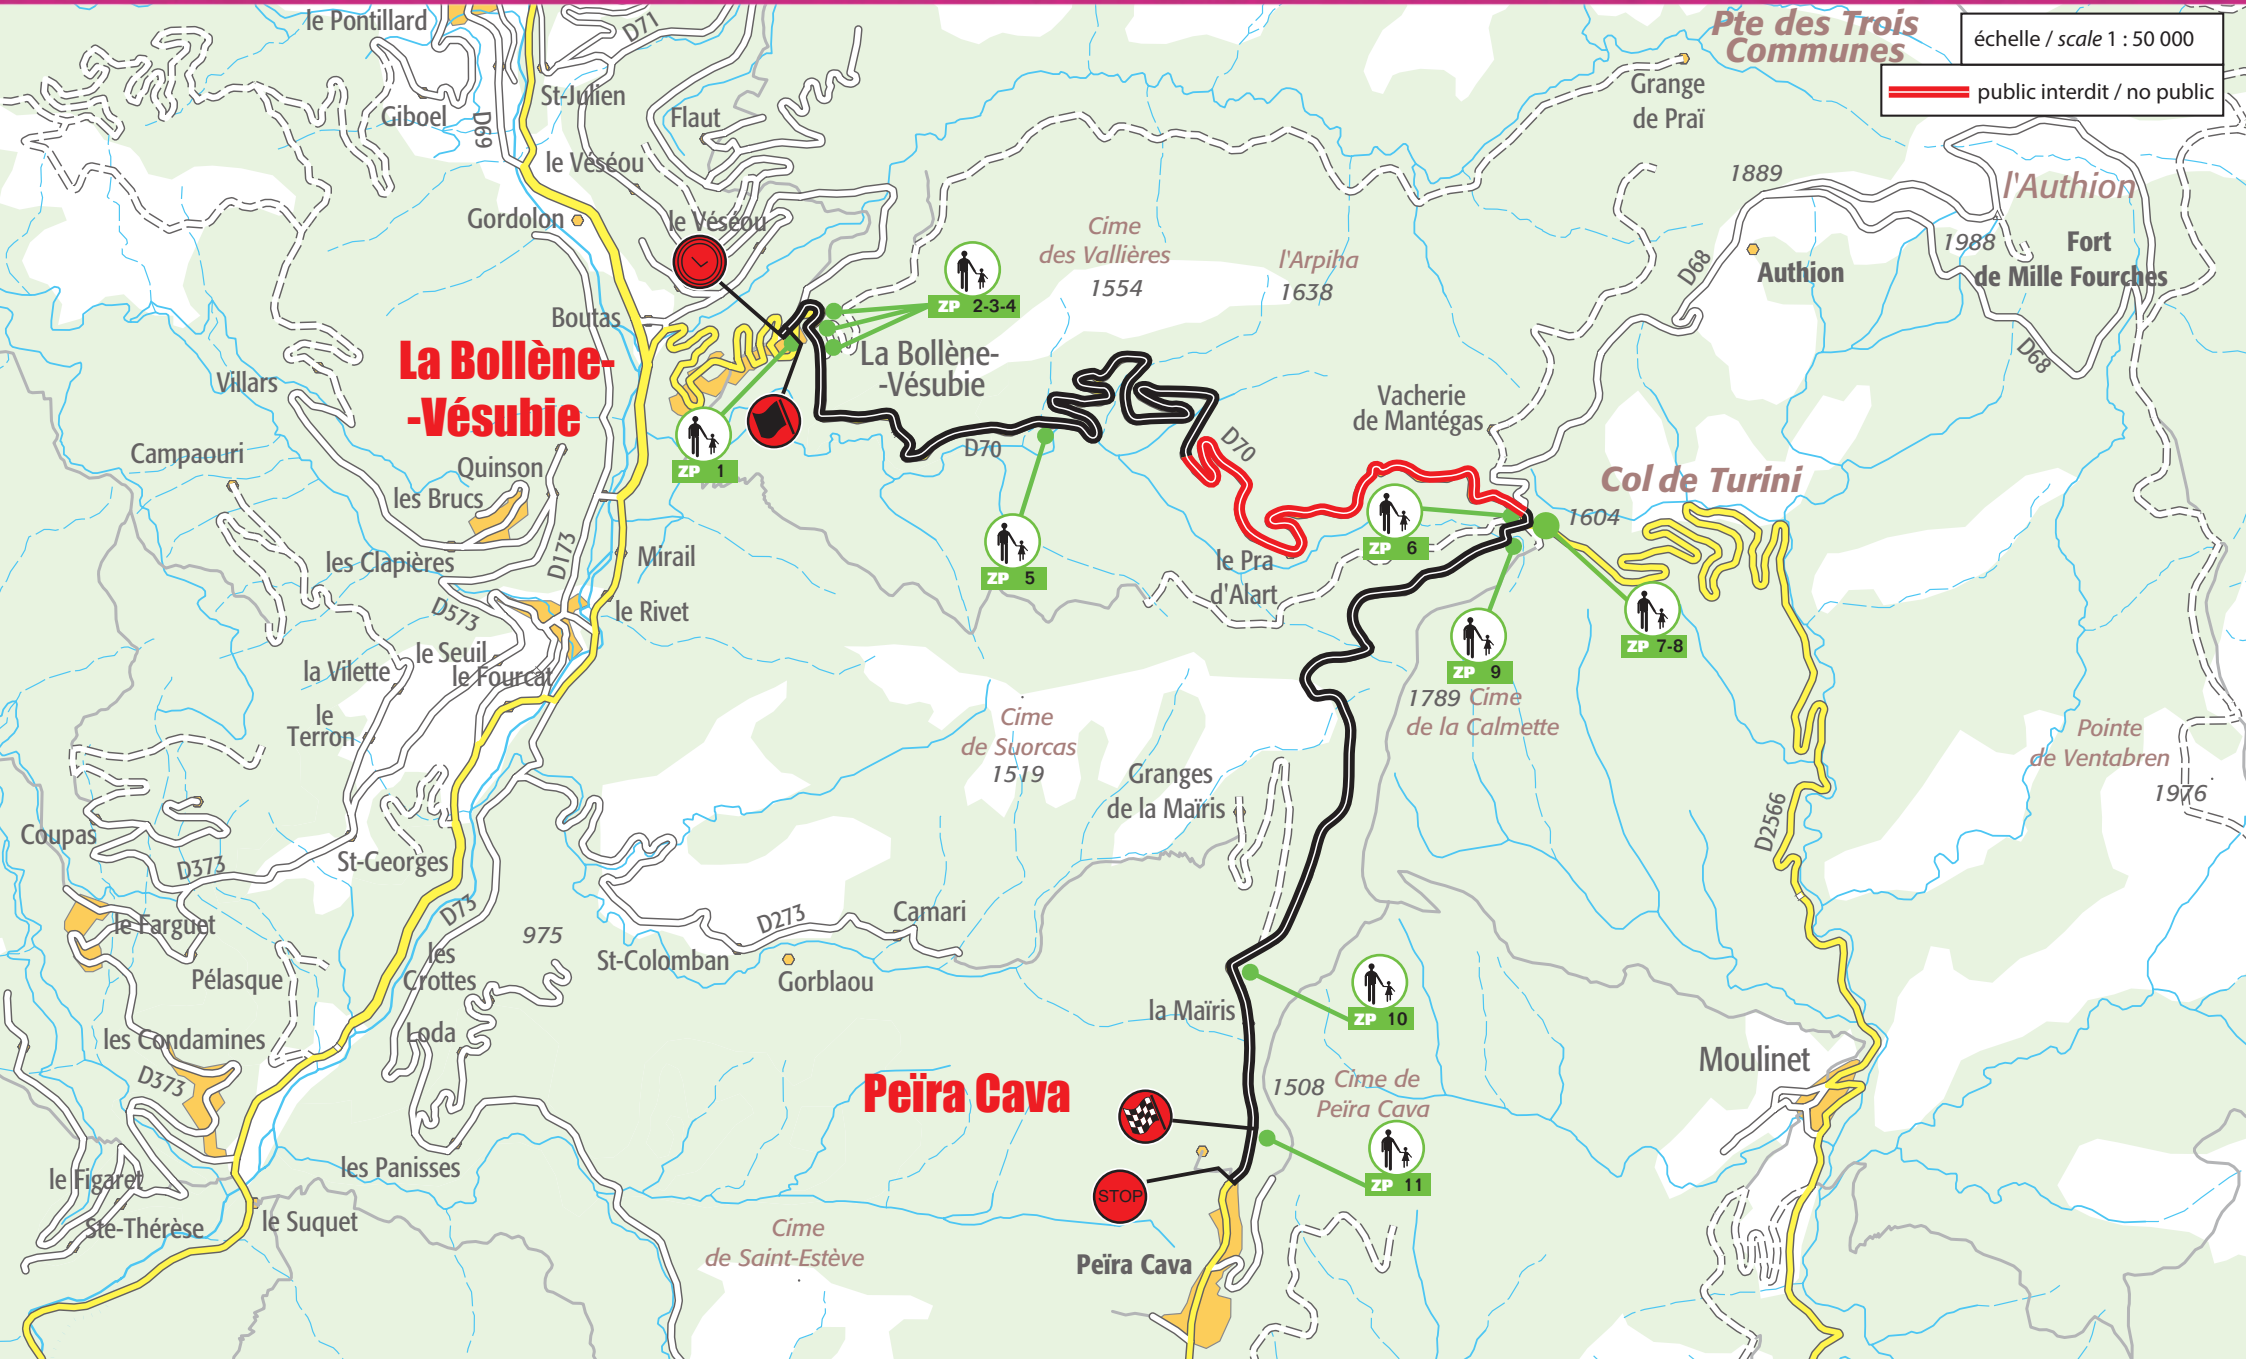 le Pontillard
D71
Pte des Trois
Communes
échelle / scale 1 : 50 000
public interdit / no public
St-Julien
Giboel
D69
Flaut
Grange
de Praï
le Véséou
1889
l'Authion
Gordolon
le Véséou
Cime
des Vallières
1554
l'Arpiha
1638
1988
Fort
de Mille Fourches
D68
Authion
ZP 2-3-4
Boutas
La Bollène-
-Vésubie
La Bollène-
-Vésubie
D68
Villars
Vacherie
de Mantégas
Campaouri
Quinson
les Brucs
ZP 1
D70
D70
Col de Turini
1604
les Clapières
D173
Mirail
ZP 5
le Pra
d'Alart
ZP 6
D573
le Rivet
le Seuil
la Vilette
le Fourcat
ZP 9
ZP 7-8
le
Terron
Cime
de Suorcas
1519
1789 Cime
de la Calmette
Pointe
de Ventabren
1976
Granges
de la Maïris
Coupas
D373
St-Georges
D2566
le Farguet
D73
975
D273
Camari
les
Crottes
St-Colomban
Gorblaou
Pélasque
la Maïris
ZP 10
les Condamines
Loda
D373
Peïra Cava
1508 Cime de
Peïra Cava
Moulinet
le Figaret
les Panisses
STOP
ZP 11
Ste-Thérèse
le Suquet
Cime
de Saint-Estève
Peïra Cava